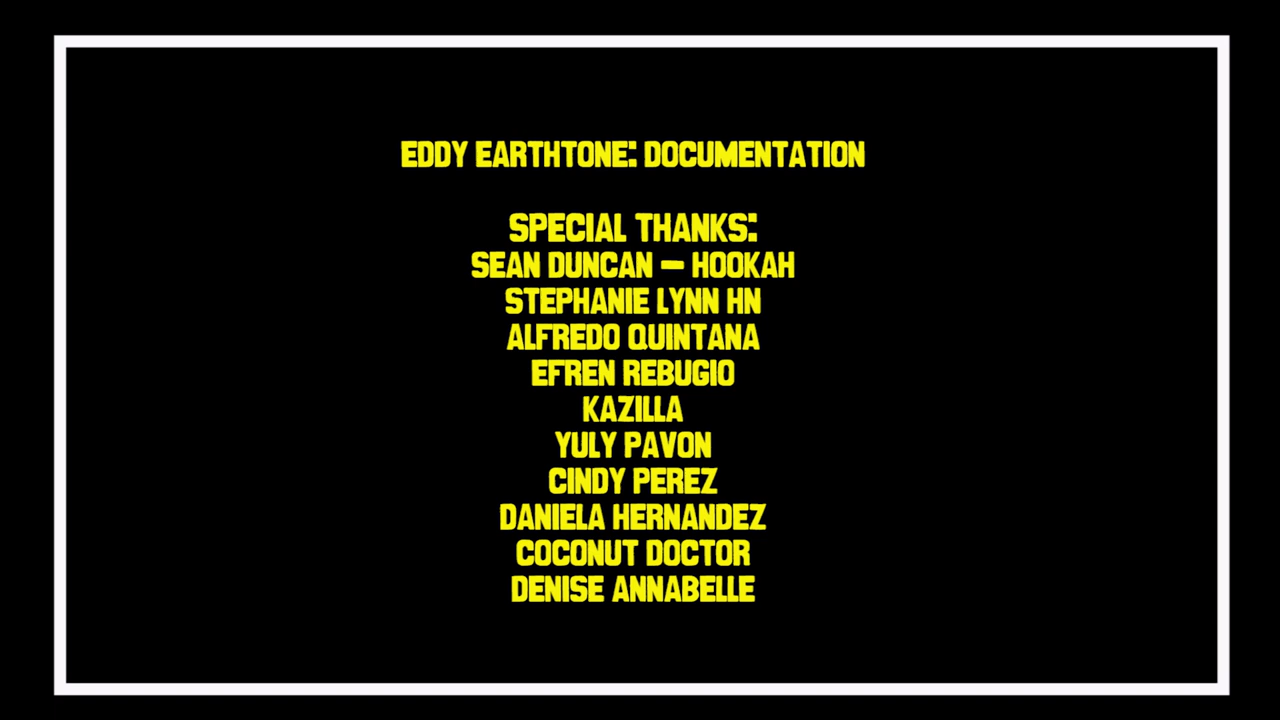 EDDY EARTHTONE: DOCUMENTATION
SPECIAL THANKS:
SEAN DUNCAN – HOOKAH
STEPHANIE LYNN HN
ALFREDO QUINTANA
EFREN REBUGIO
KAZILLA
YULY PAVON
CINDY PEREZ
DANIELA HERNANDEZ
COCONUT DOCTOR
DENISE ANNABELLE